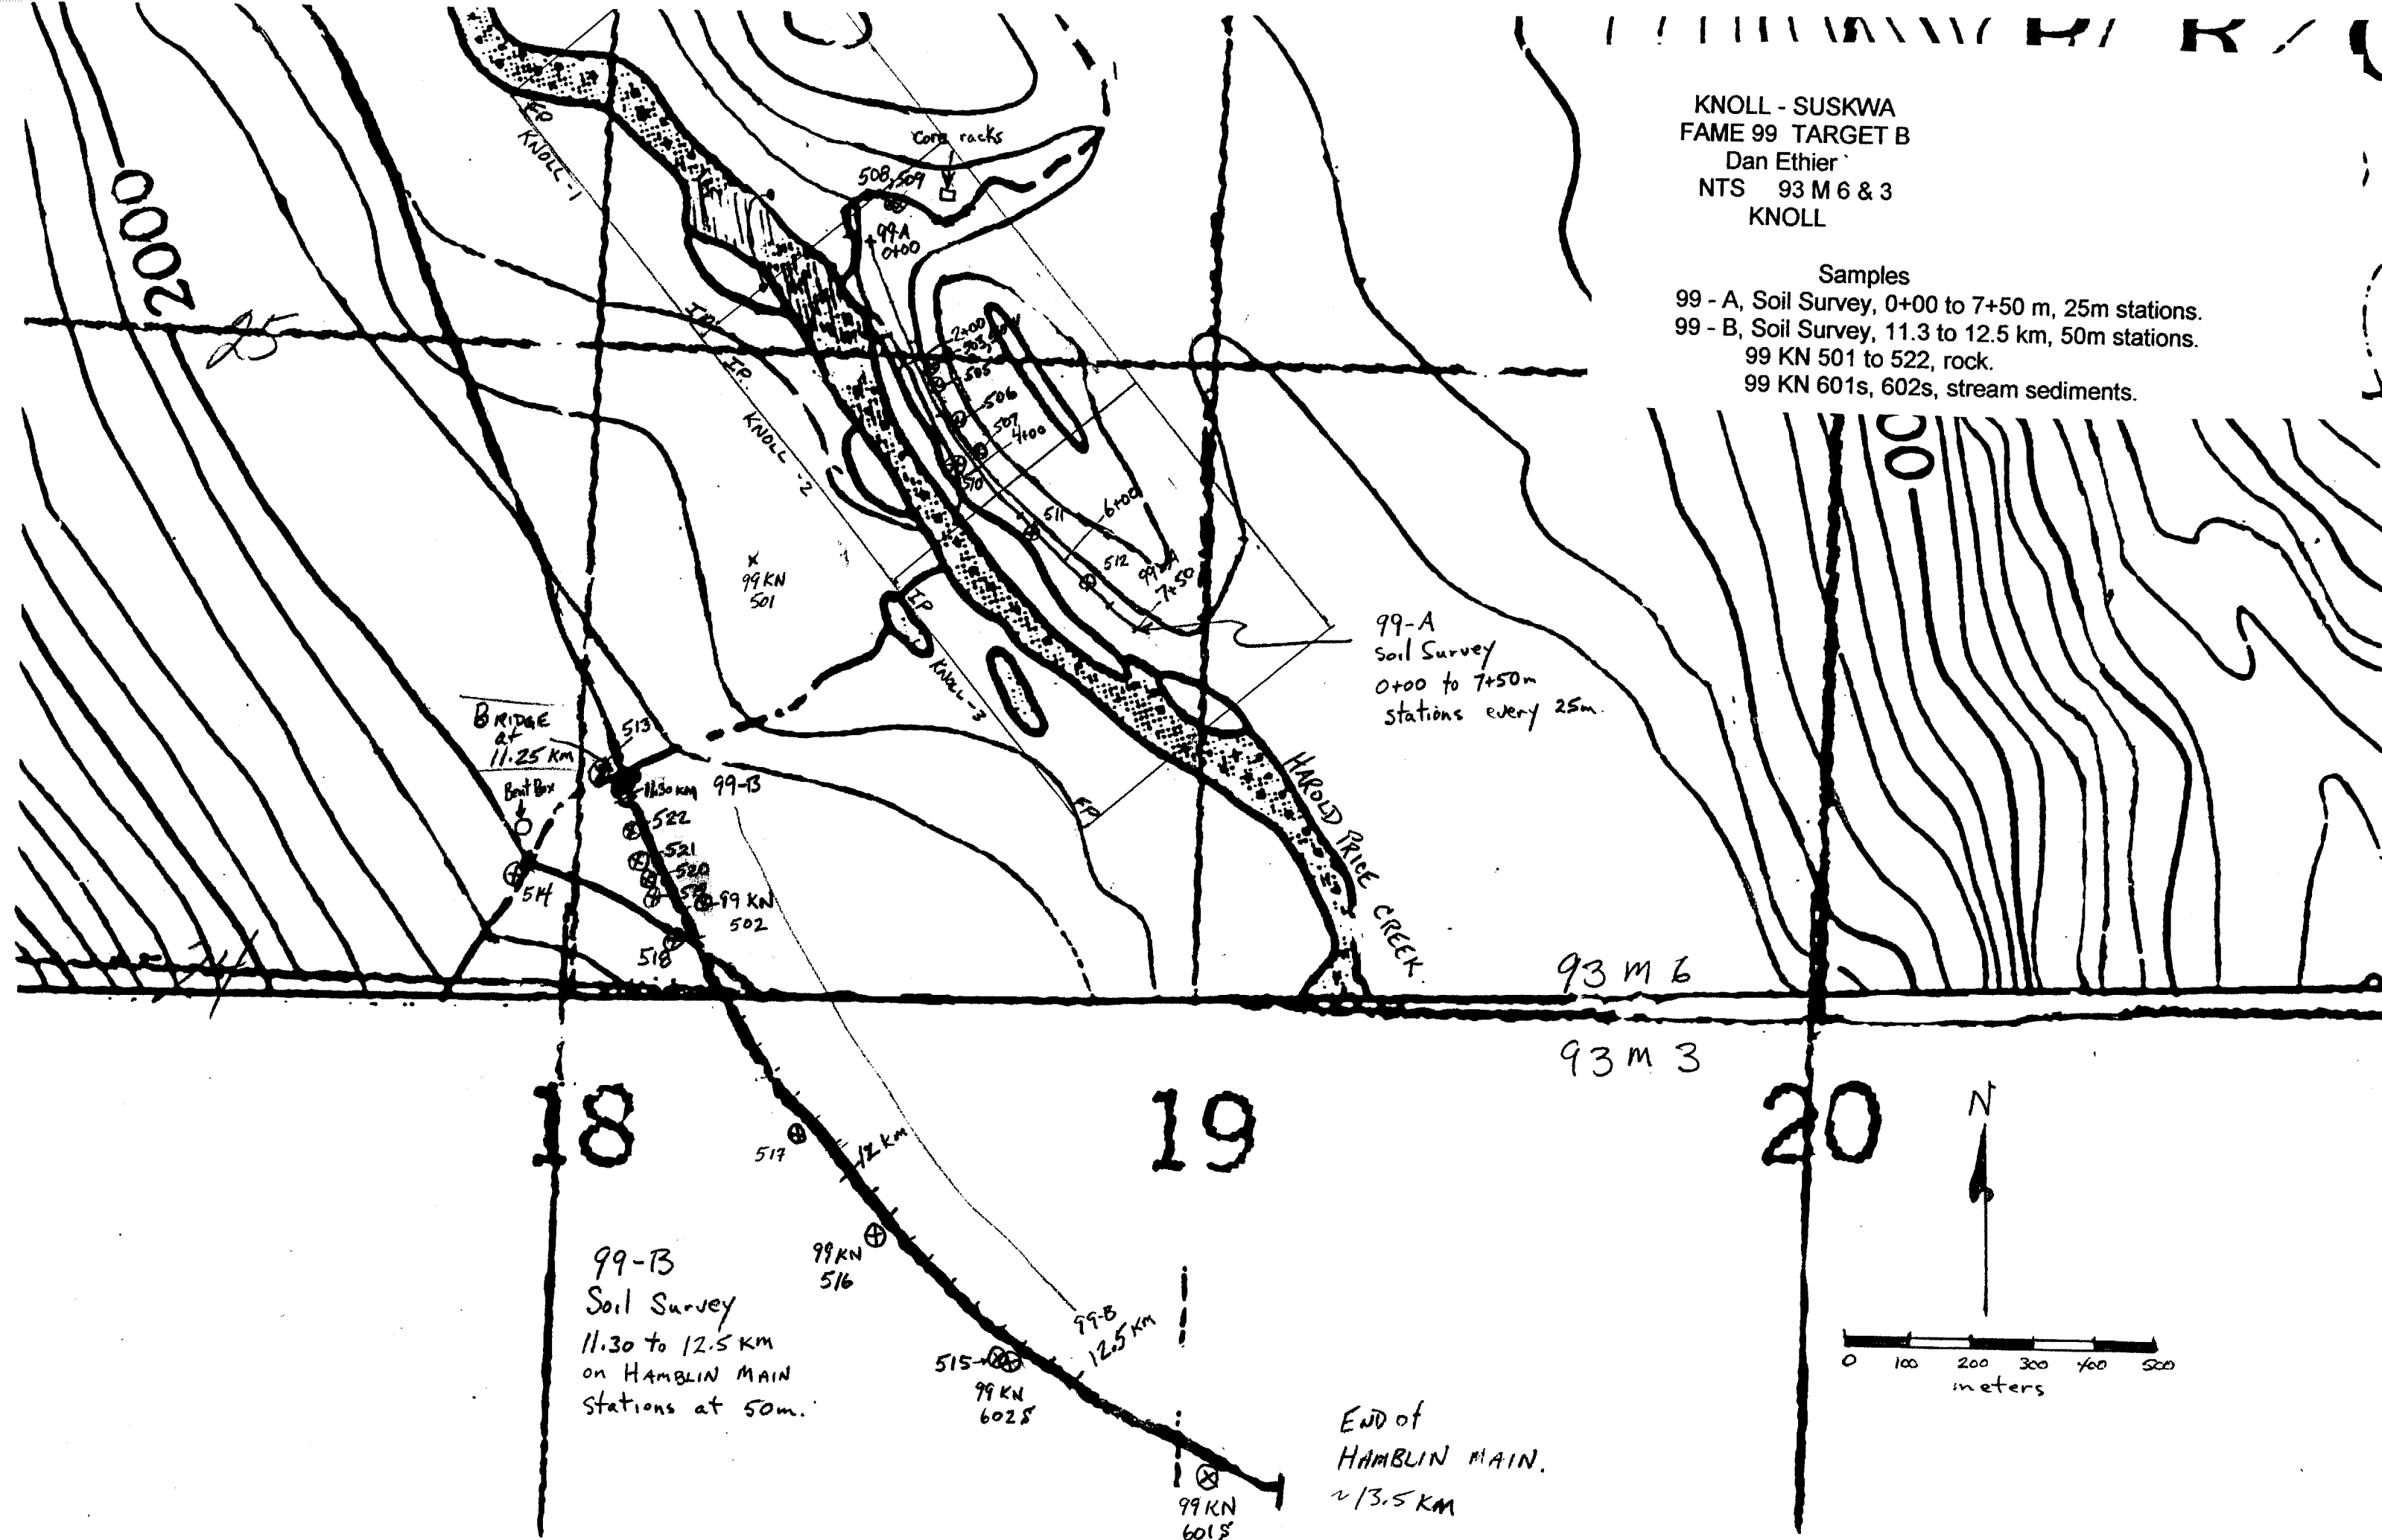 KNOLL - SUSKWA
FAME 99 TARGET B
Dan Ethier
NTS 93 M 6 & 3
KNOLL
Samples
99 - A, Soil Survey, 0+00 to 7+50 m, 25m stations.
99 - B, Soil Survey, 11.3 to 12.5 km, 50m stations.
99 KN 501 to 522, rock.
99 KN 601s, 602s, stream sediments.
2000
25
KNOLL -1
Core racks
508,509
99-A
0+00
I.P.
I.P.
KNOLL -2
2+00
505
506
507
4+00
510
511
6+00
512
99-A
7+50
x
99 KN
501
I.P
KNOLL -3
FP
99-A
Soil Survey
0+00 to 7+50m
stations every 25m.
BRIDGE
at
11.25 KM
513
Bent Box
11.30 KM
99-B
522
521
520
519
99 KN
502
514
518
HAROLD PRICE CREEK
93 M 6
93 M 3
18
19
20
N
517
12 KM
99 KN
516
99-B
Soil Survey
11.30 to 12.5 KM
on HAMBLIN MAIN
Stations at 50m.
99-B
12.5 KM
515
99 KN
602S
END of
HAMBLIN MAIN.
~13.5 KM
99 KN
601S
0 100 200 300 400 500
meters